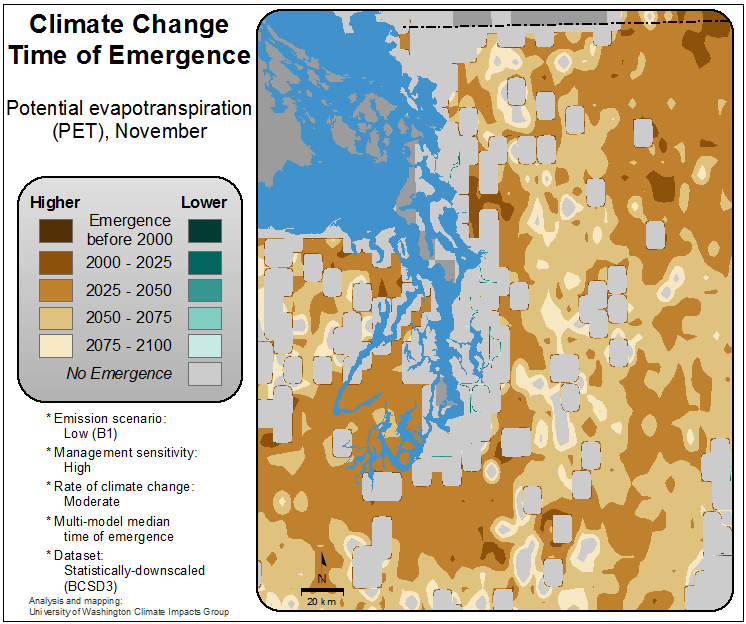 Climate Change
Time of Emergence
Potential evapotranspiration
(PET), November
Higher Lower
Emergence
before 2000
2000 - 2025
2025 - 2050
2050 - 2075
2075 - 2100
No Emergence
* Emission scenario:
Low (B1)
* Management sensitivity:
High
* Rate of climate change:
Moderate
* Multi-model median
time of emergence
* Dataset:
Statistically-downscaled
(BCSD3)
Analysis and mapping:
University of Washington Climate Impacts Group
N
20 km